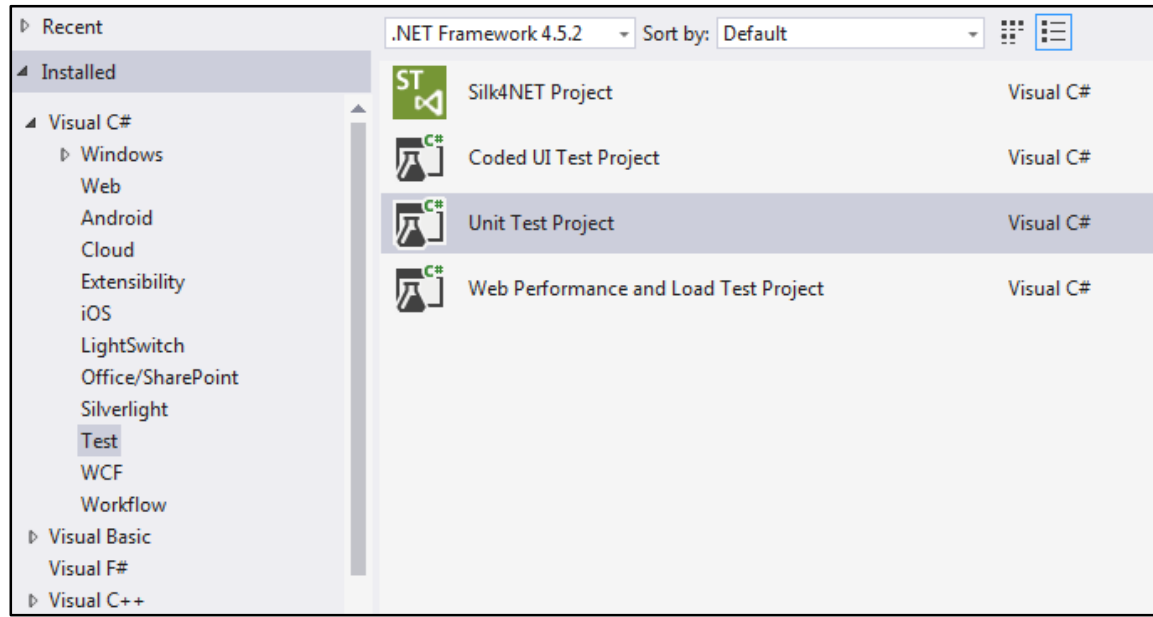 Recent
.NET Framework 4.5.2 Sort by: Default
Installed
Visual C#
Windows
Web
Android
Cloud
Extensibility
iOS
LightSwitch
Office/SharePoint
Silverlight
Test
WCF
Workflow
Visual Basic
Visual F#
Visual C++
ST Silk4NET Project Visual C#
C# Coded UI Test Project Visual C#
C# Unit Test Project Visual C#
C# Web Performance and Load Test Project Visual C#